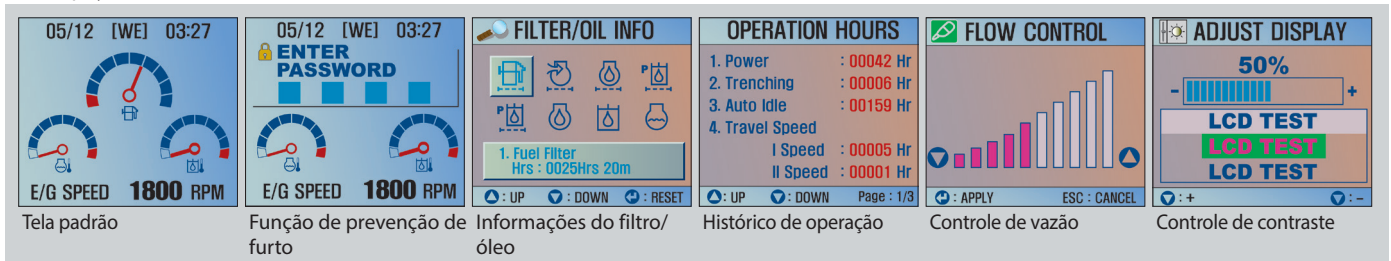 05/12 [WE] 03:27
E/G SPEED 1800 RPM
Tela padrão
05/12 [WE] 03:27
ENTER
PASSWORD
E/G SPEED 1800 RPM
Função de prevenção de
furto
FILTER/OIL INFO
P
P
1. Fuel Filter
Hrs : 0025Hrs 20m
: UP : DOWN : RESET
Informações do filtro/
óleo
OPERATION HOURS
1. Power : 00042 Hr
2. Trenching : 00006 Hr
3. Auto Idle : 00159 Hr
4. Travel Speed
I Speed : 00005 Hr
II Speed : 00001 Hr
: UP : DOWN Page : 1/3
Histórico de operação
FLOW CONTROL
: APPLY ESC : CANCEL
Controle de vazão
ADJUST DISPLAY
50%
- +
LCD TEST
LCD TEST
LCD TEST
: + : -
Controle de contraste